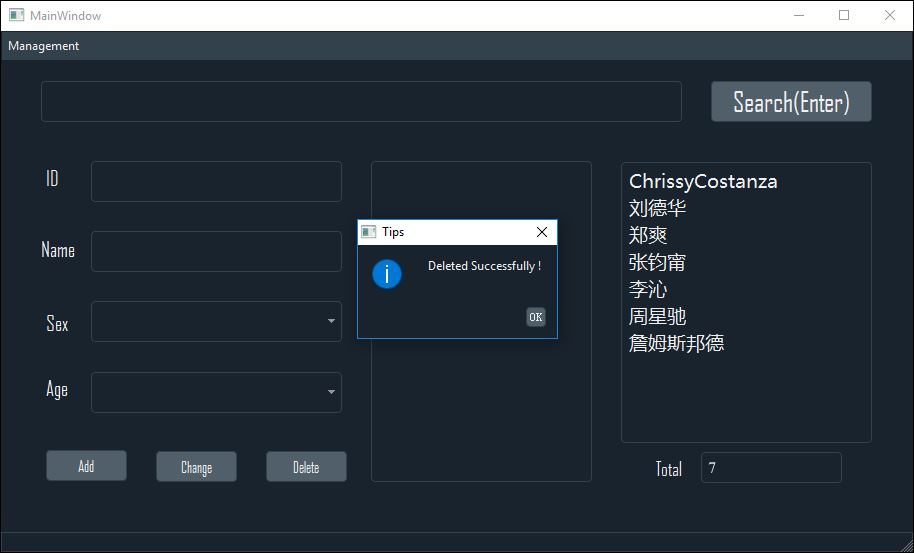 MainWindow
Management
Search(Enter)
ID
Name
Sex
Age
Add
Change
Delete
Tips
Deleted Successfully !
OK
ChrissyCostanza
刘德华
郑爽
张钧甯
李沁
周星驰
詹姆斯邦德
Total
7